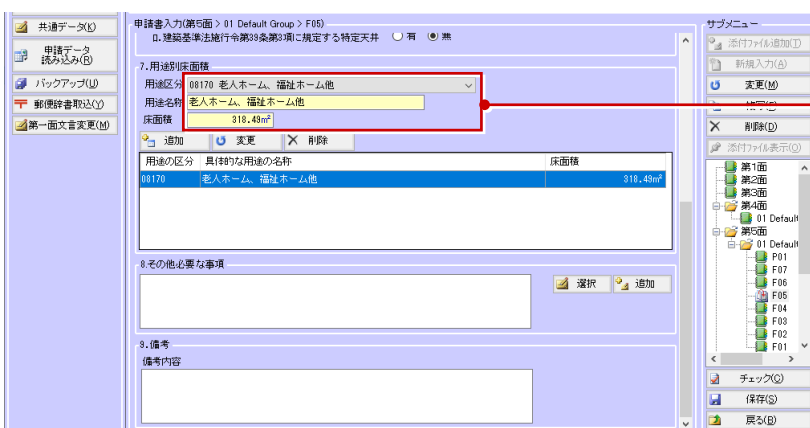 共通データ(K)
申請データ
読み込み(R)
バックアップ(U)
郵便辞書取込(Y)
第一面文言変更(M)
申請書入力(第5面 > 01 Default Group > F05)
ロ.建築基準法施行令第39条第3項に規定する特定天井 有 無
7.用途別床面積
用途区分 08170 老人ホーム、福祉ホーム他
用途名称 老人ホーム、福祉ホーム他
床面積 318.49m²
追加 変更 削除
用途の区分 具体的な用途の名称 床面積
08170 老人ホーム、福祉ホーム他 318.49m²
8.その他必要な事項
選択 追加
9.備考
備考内容
サブメニュー
添付ファイル追加(T)
新規入力(A)
変更(M)
削除(D)
添付ファイル表示(O)
第1面
第2面
第3面
第4面
01 Default
第5面
01 Default
P01
F07
F06
F05
F04
F03
F02
F01
チェック(C)
保存(S)
戻る(B)